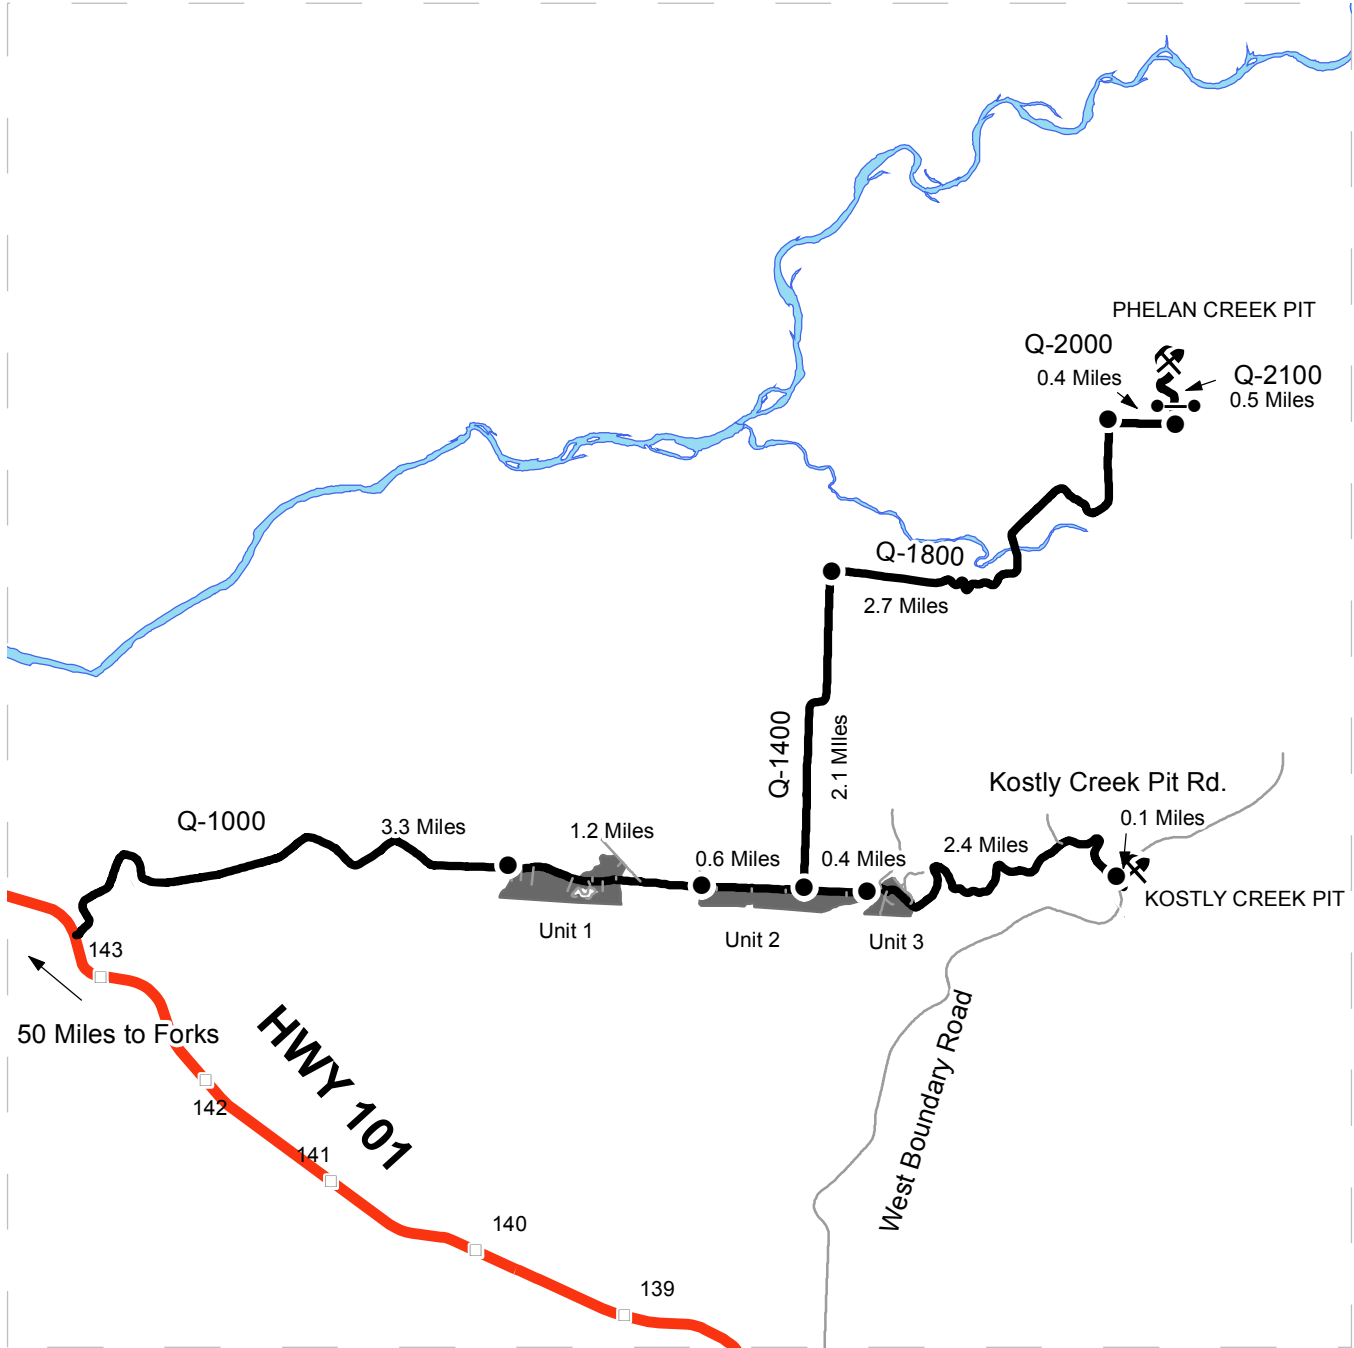 PHELAN CREEK PIT
Q-2000
0.4 Miles
Q-2100
0.5 Miles
Q-1800
2.7 Miles
Q-1400
2.1 MIles
Kostly Creek Pit Rd.
0.1 Miles
Q-1000
3.3 Miles
1.2 Miles
0.6 Miles
0.4 Miles
2.4 Miles
KOSTLY CREEK PIT
Unit 1
Unit 2
Unit 3
143
50 Miles to Forks
HWY 101
West Boundary Road
142
141
140
139